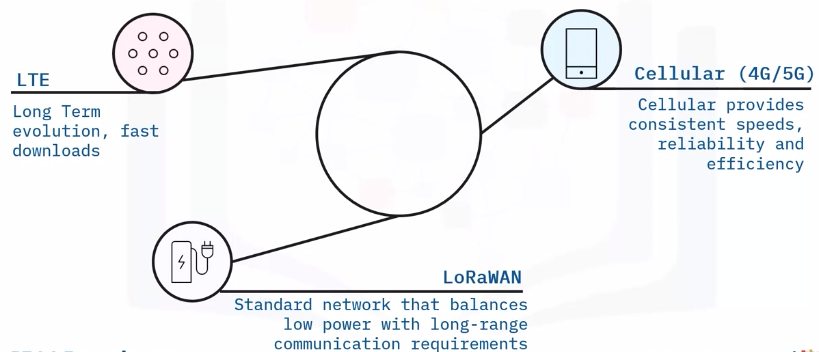 LTE
Long Term
evolution, fast
downloads
Cellular (4G/5G)
Cellular provides
consistent speeds,
reliability and
efficiency
LoRaWAN
Standard network that balances
low power with long-range
communication requirements